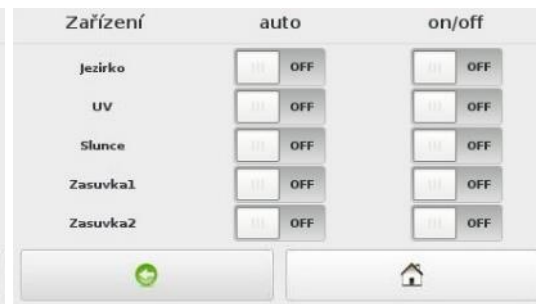 Zařízení auto on/off
Jezirko OFF OFF
UV OFF OFF
Slunce OFF OFF
Zasuvka1 OFF OFF
Zasuvka2 OFF OFF